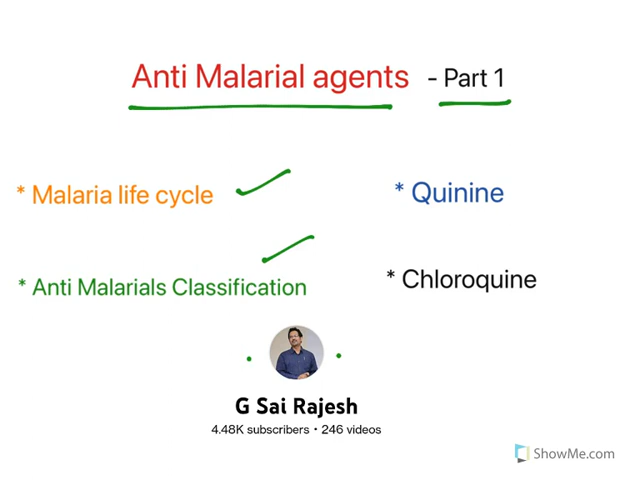 Anti Malarial agents - Part 1
* Malaria life cycle
* Quinine
* Anti Malarials Classification
* Chloroquine
G Sai Rajesh
4.48K subscribers • 246 videos
ShowMe.com